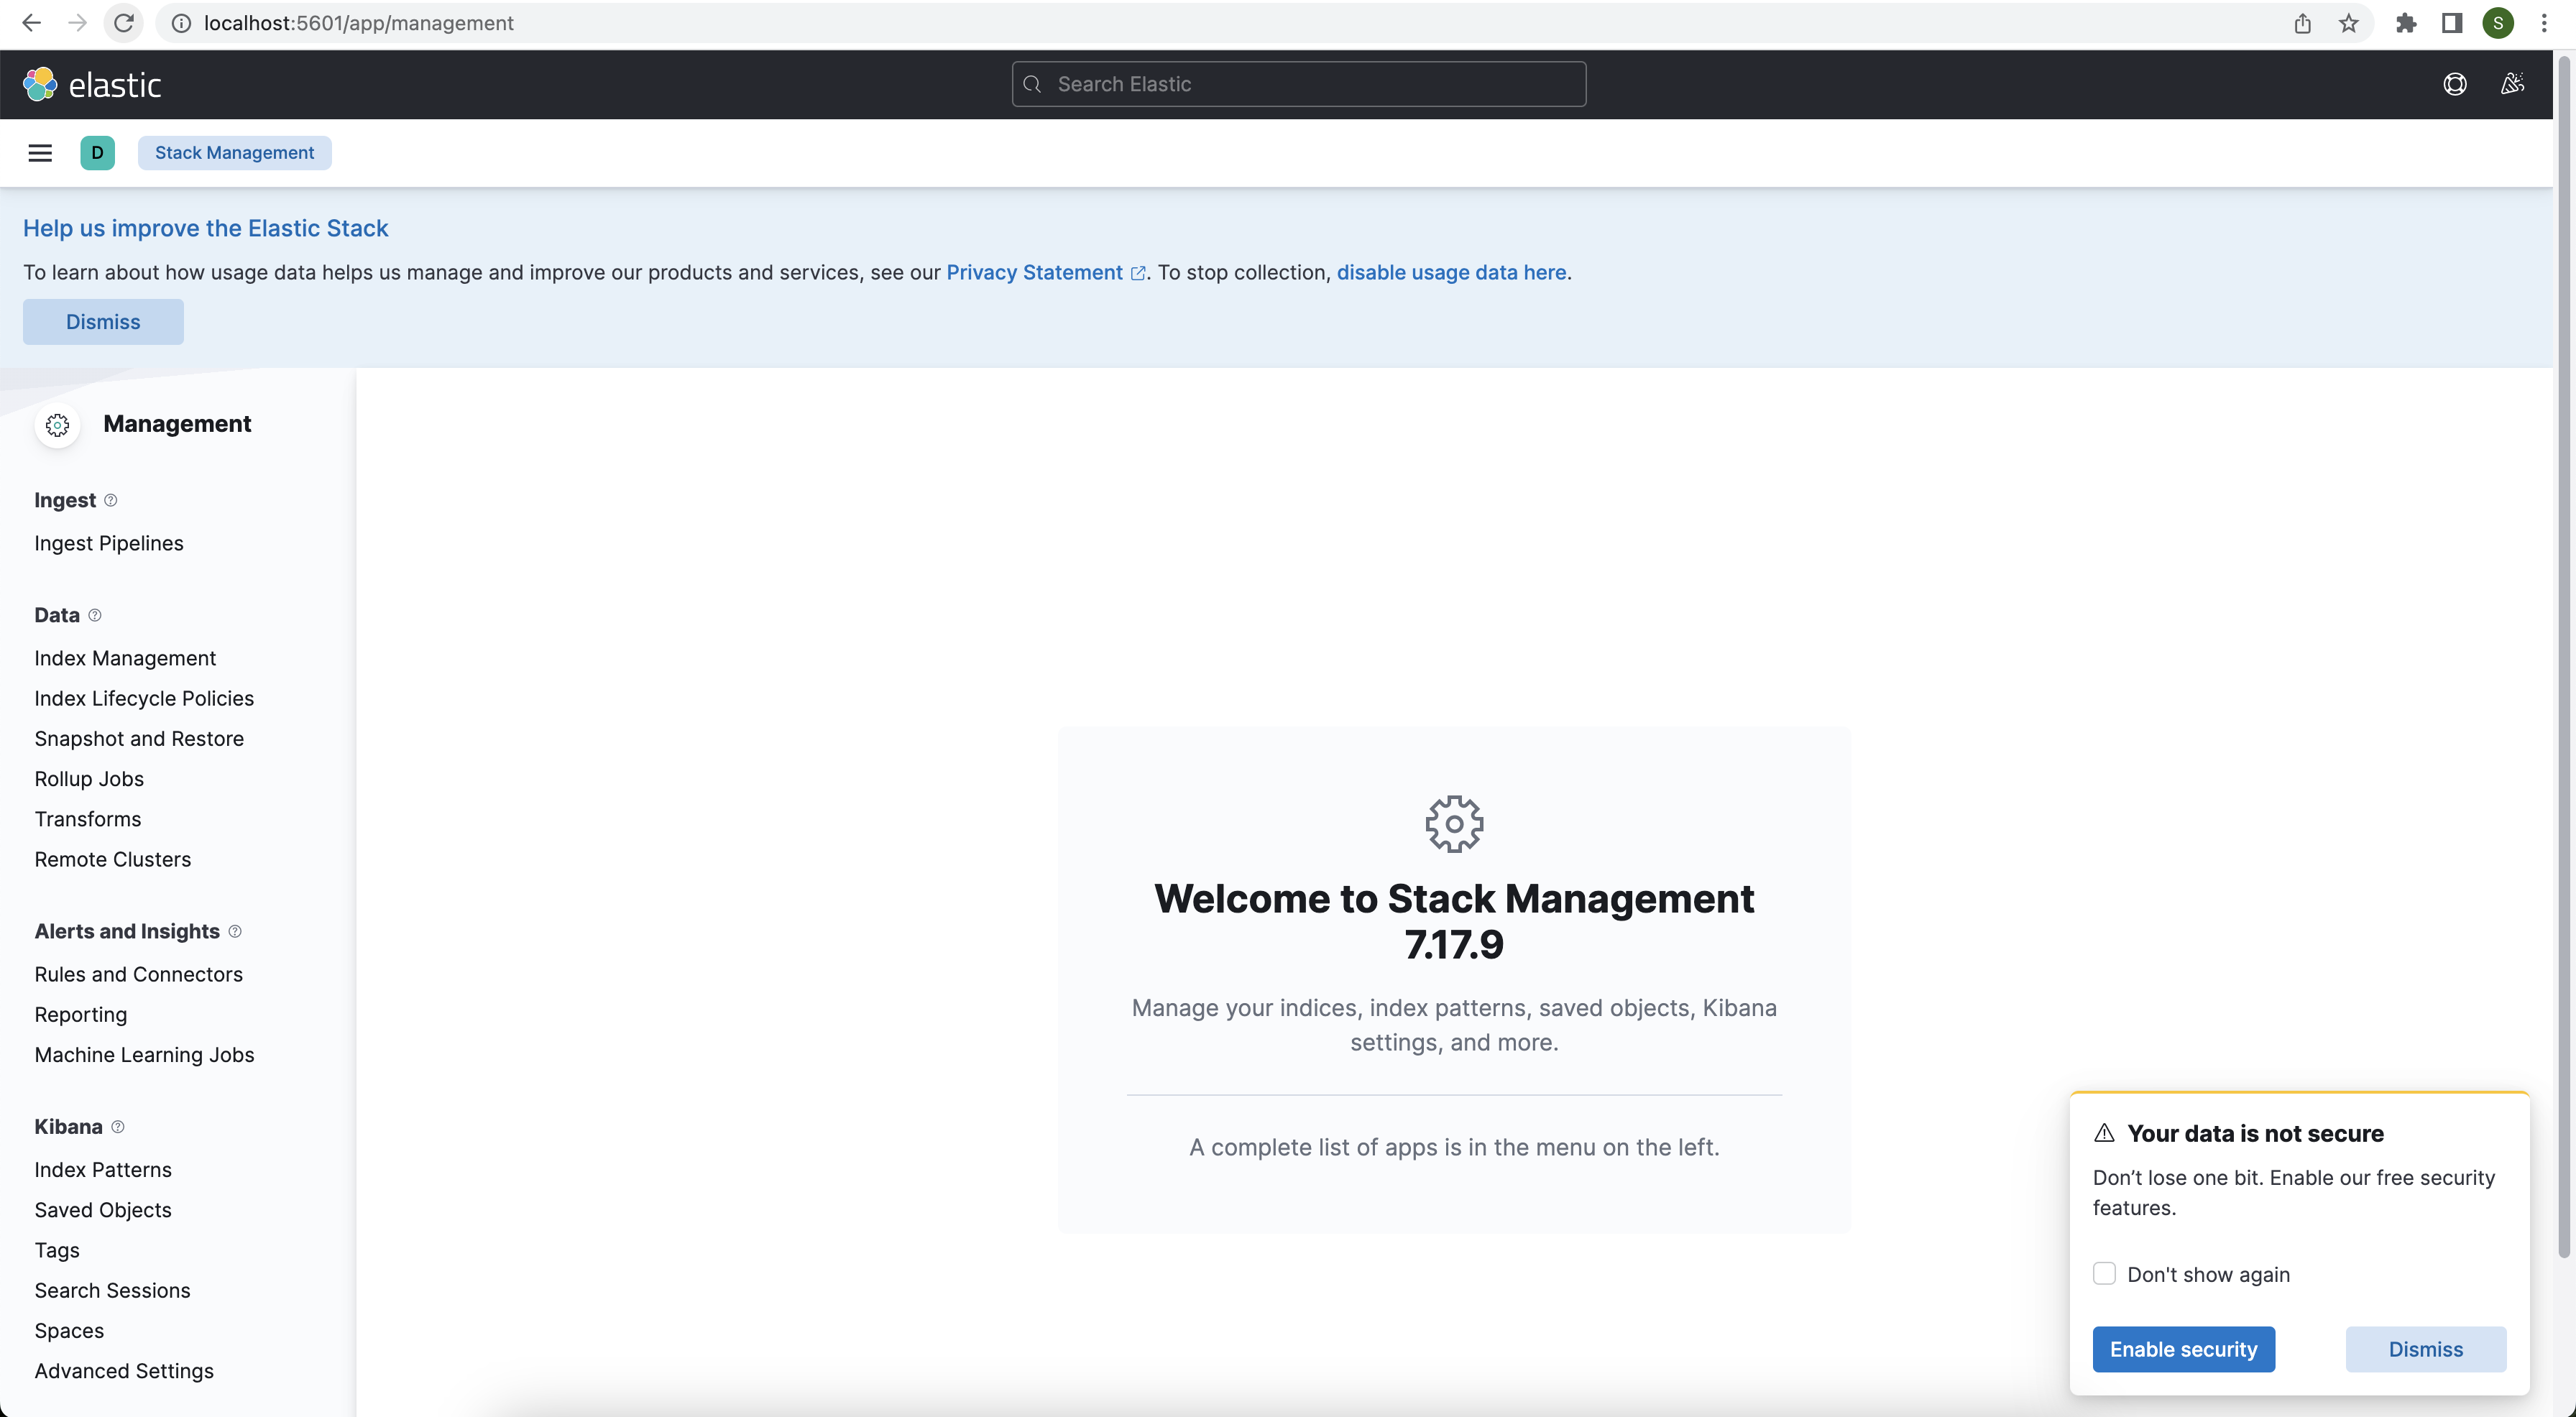 localhost:5601/app/management
S
elastic
Search Elastic
D
Stack Management
Help us improve the Elastic Stack
To learn about how usage data helps us manage and improve our products and services, see our Privacy Statement. To stop collection, disable usage data here.
Dismiss
Management
Ingest
Ingest Pipelines
Data
Index Management
Index Lifecycle Policies
Snapshot and Restore
Rollup Jobs
Transforms
Remote Clusters
Alerts and Insights
Rules and Connectors
Reporting
Machine Learning Jobs
Kibana
Index Patterns
Saved Objects
Tags
Search Sessions
Spaces
Advanced Settings
Welcome to Stack Management
7.17.9
Manage your indices, index patterns, saved objects, Kibana
settings, and more.
A complete list of apps is in the menu on the left.
Your data is not secure
Don’t lose one bit. Enable our free security
features.
Don't show again
Enable security
Dismiss